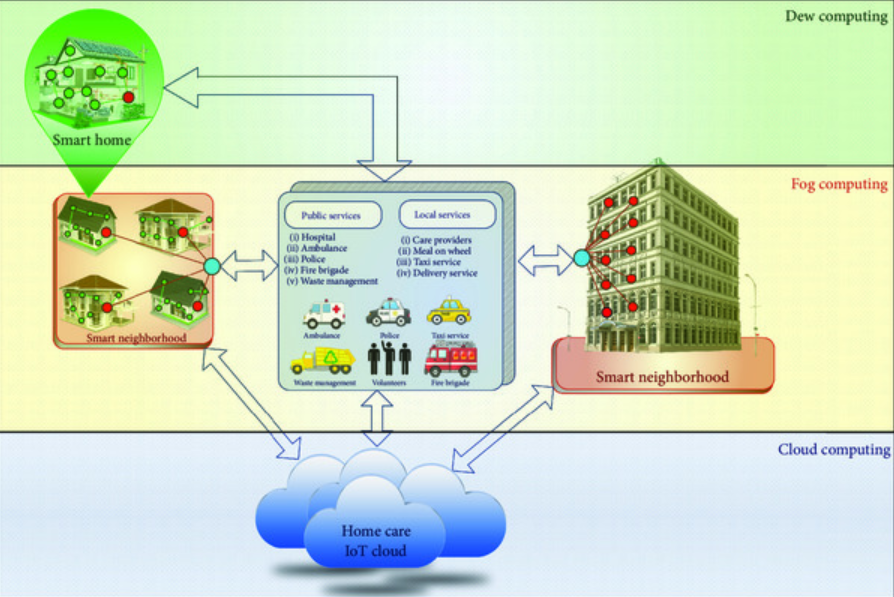 Dew computing
Smart home
Fog computing
Public services
Local services
(i) Hospital
(ii) Ambulance
(iii) Police
(iv) Fire brigade
(v) Waste management
(i) Care providers
(ii) Meal on wheel
(iii) Taxi service
(iv) Delivery service
Ambulance
Police
Taxi service
Waste management
Volunteers
Fire brigade
Smart neighborhood
Smart neighborhood
Cloud computing
Home care
IoT cloud